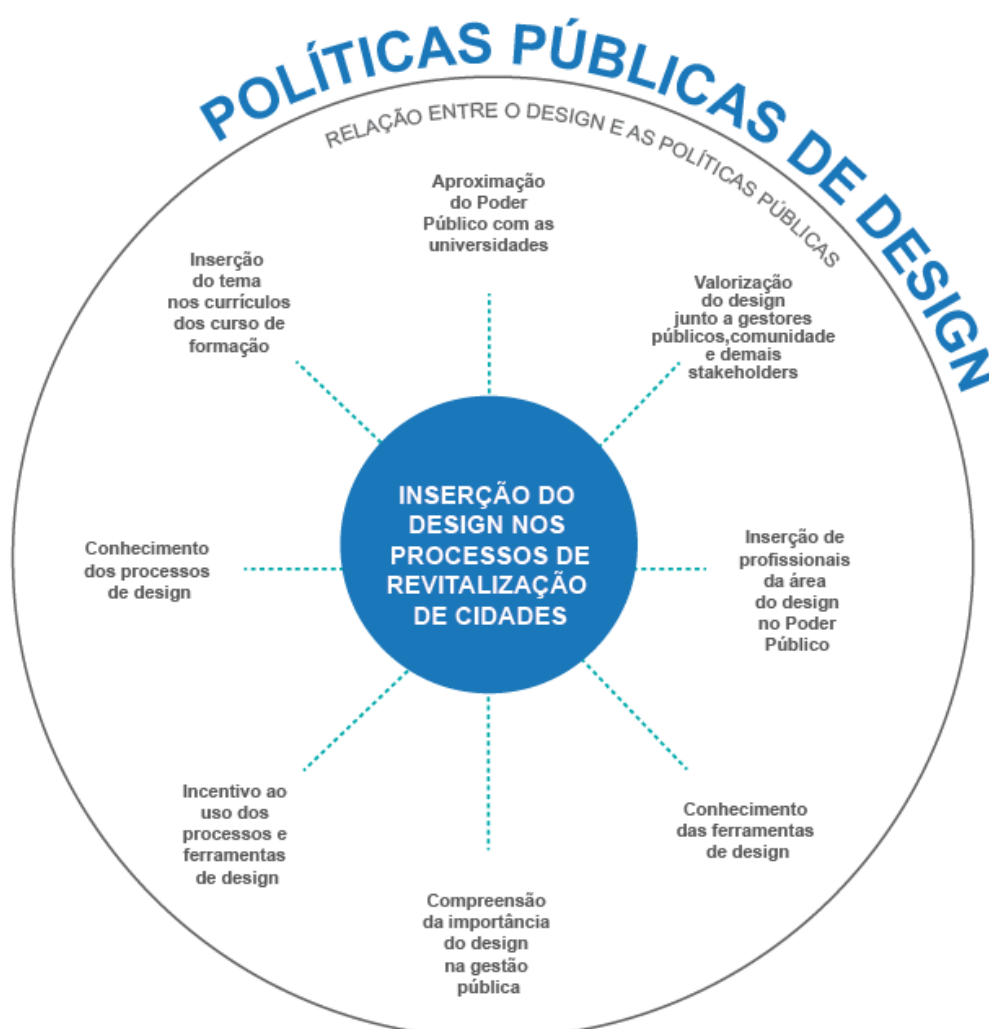 POLÍTICAS PÚBLICAS DE DESIGN
RELAÇÃO ENTRE O DESIGN E AS POLÍTICAS PÚBLICAS
Aproximação
do Poder
Público com as
universidades
Valorização
do design
junto a gestores
públicos,comunidade
e demais
stakeholders
Inserção de
profissionais
da área
do design
no Poder
Público
Conhecimento
das ferramentas
de design
Compreensão
da importância
do design
na gestão
pública
Incentivo ao
uso dos
processos e
ferramentas
de design
Conhecimento
dos processos
de design
Inserção
do tema
nos currículos
dos curso de
formação
INSERÇÃO DO
DESIGN NOS
PROCESSOS DE
REVITALIZAÇÃO
DE CIDADES